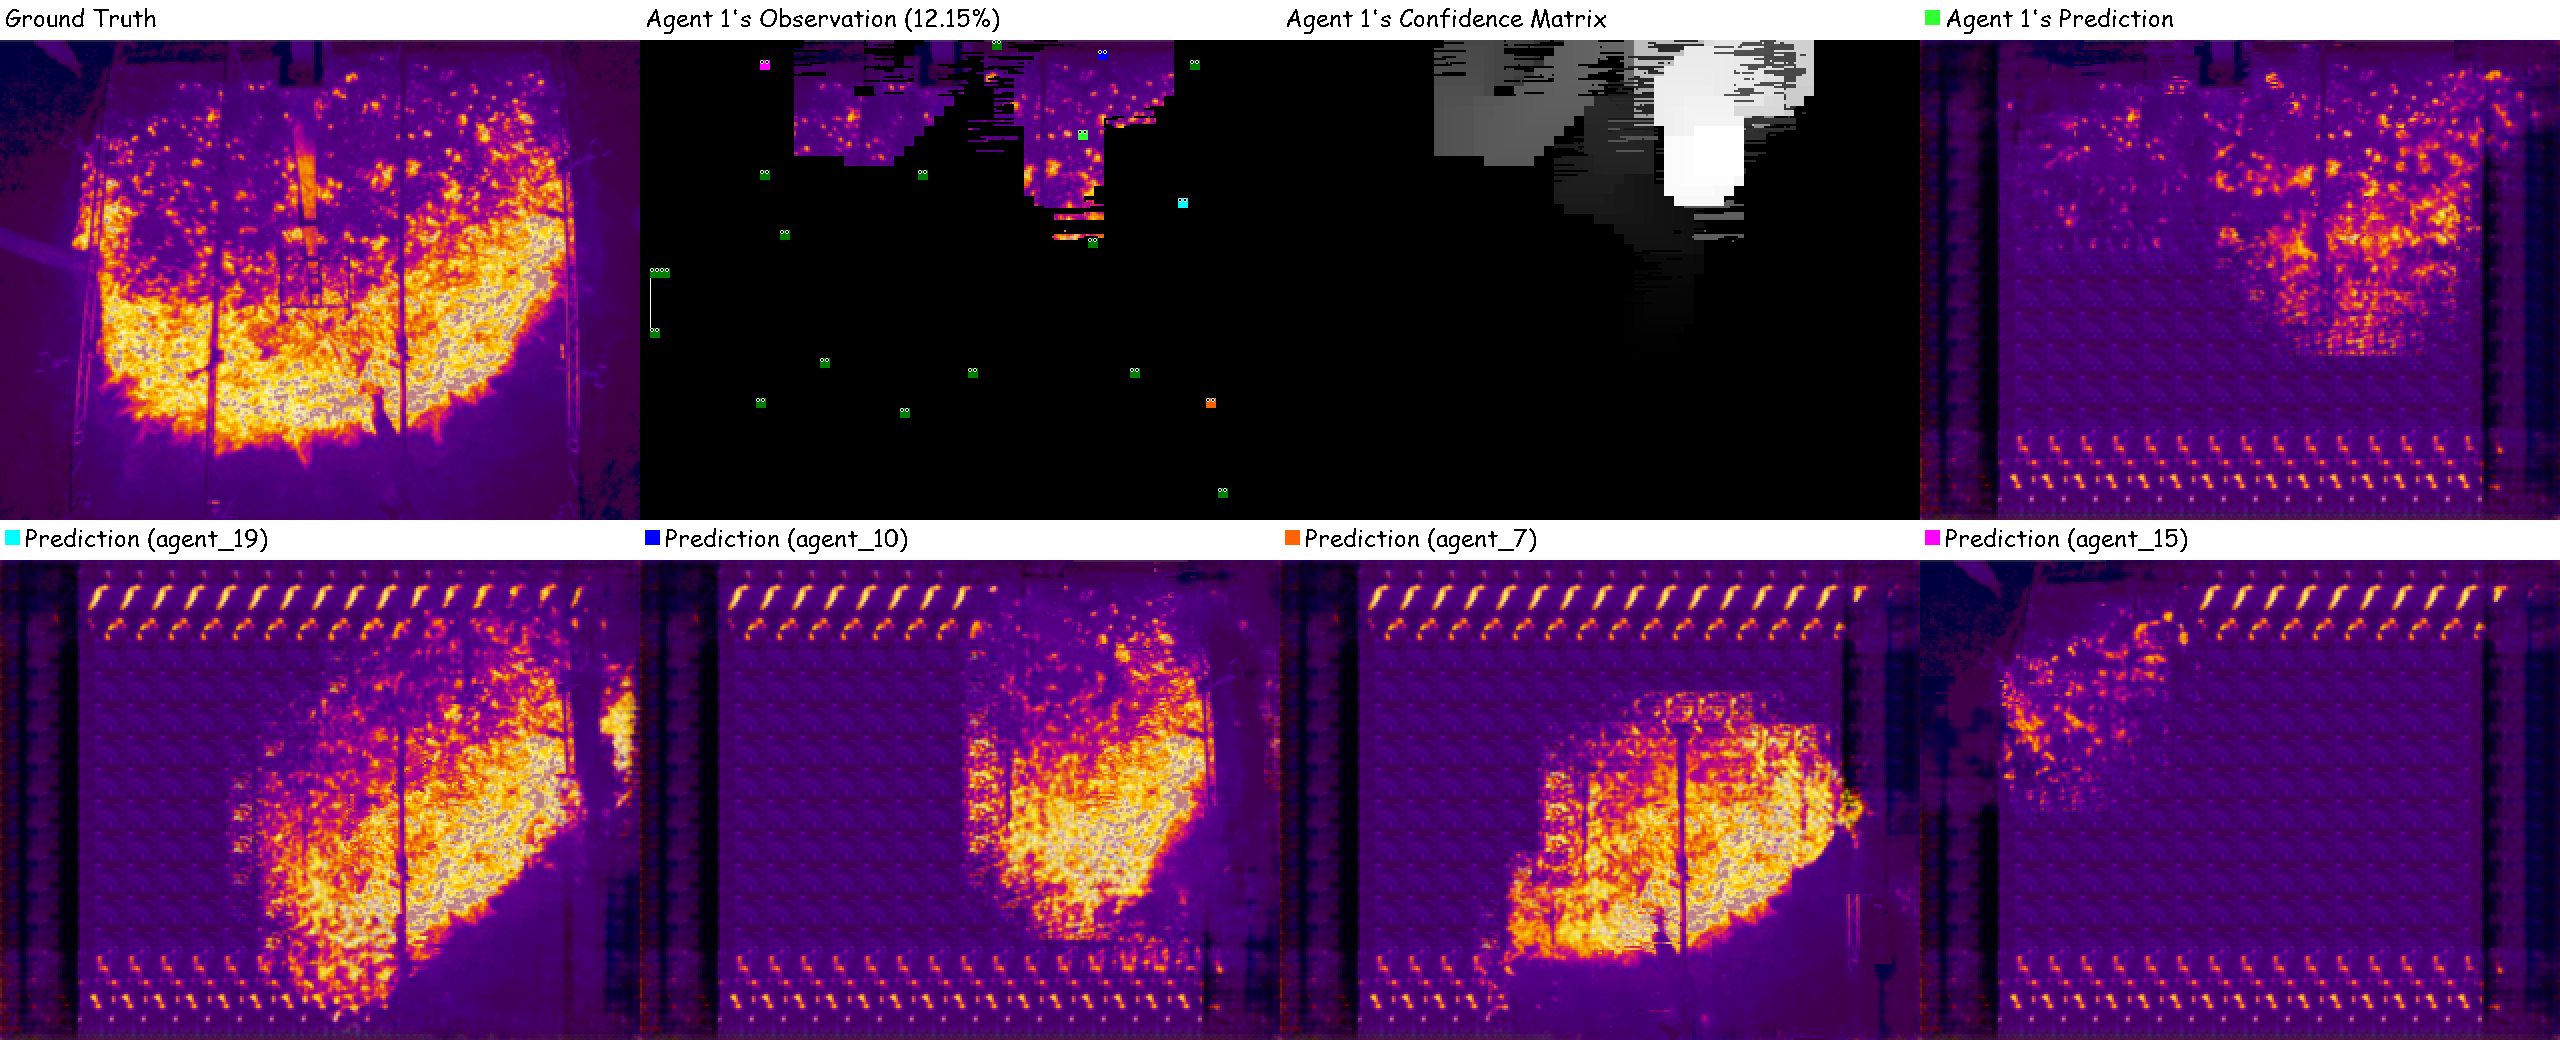 Ground Truth
Agent 1's Observation (12.15%)
Agent 1's Confidence Matrix
Agent 1's Prediction
Prediction (agent_19)
Prediction (agent_10)
Prediction (agent_7)
Prediction (agent_15)